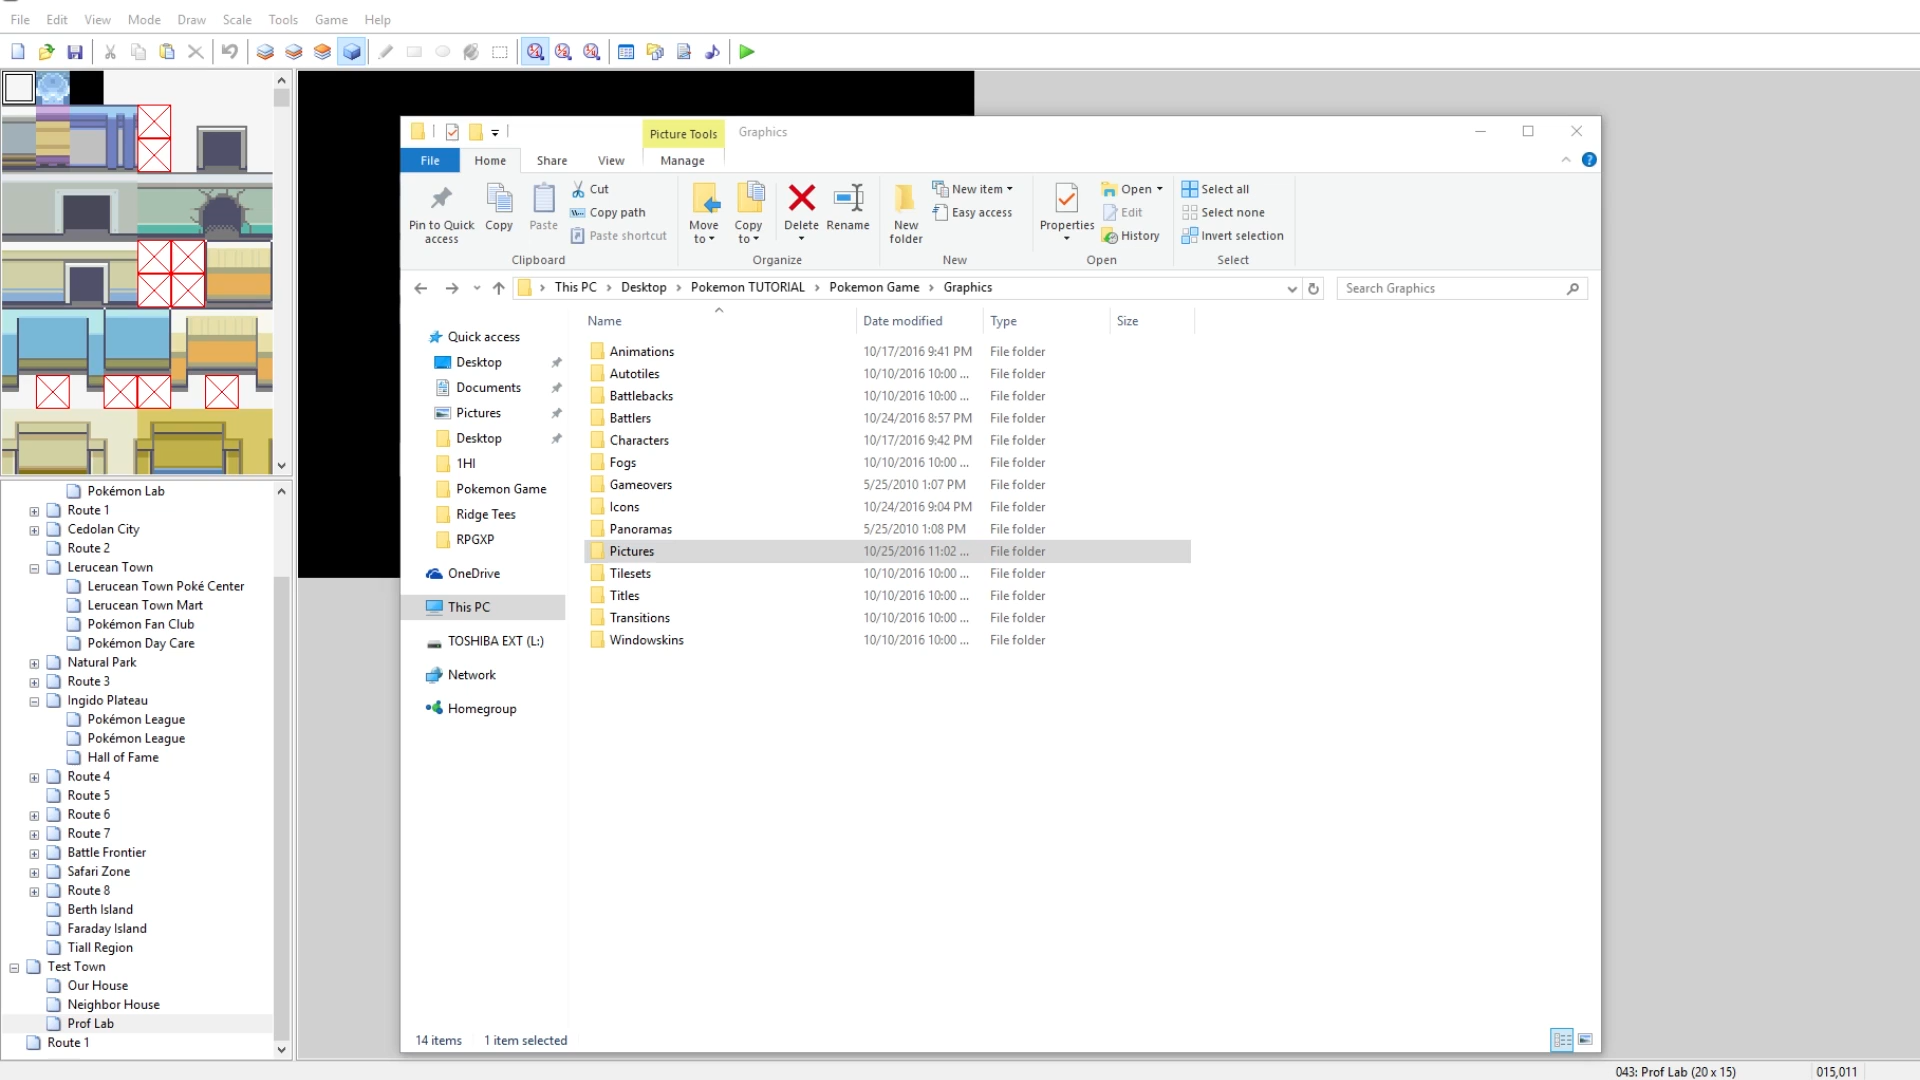 File Edit View Mode Draw Scale Tools Game Help
Picture Tools Graphics
File Home Share View Manage
Pin to Quick access
Copy
Paste
Cut
Copy path
Paste shortcut
Clipboard
Move to
Copy to
Delete
Rename
Organize
New folder
New item
Easy access
New
Properties
Open
Edit
History
Open
Select all
Select none
Invert selection
Select
This PC Desktop Pokemon TUTORIAL Pokemon Game Graphics
Search Graphics
Quick access
Desktop
Documents
Pictures
Desktop
1HI
Pokemon Game
Ridge Tees
RPGXP
OneDrive
This PC
TOSHIBA EXT (L:)
Network
Homegroup
Name Date modified Type Size
Animations 10/17/2016 9:41 PM File folder
Autotiles 10/10/2016 10:00 ... File folder
Battlebacks 10/10/2016 10:00 ... File folder
Battlers 10/24/2016 8:57 PM File folder
Characters 10/17/2016 9:42 PM File folder
Fogs 10/10/2016 10:00 ... File folder
Gameovers 5/25/2010 1:07 PM File folder
Icons 10/24/2016 9:04 PM File folder
Panoramas 5/25/2010 1:08 PM File folder
Pictures 10/25/2016 11:02 ... File folder
Tilesets 10/10/2016 10:00 ... File folder
Titles 10/10/2016 10:00 ... File folder
Transitions 10/10/2016 10:00 ... File folder
Windowskins 10/10/2016 10:00 ... File folder
14 items 1 item selected
Pokémon Lab
Route 1
Cedolan City
Route 2
Lerucean Town
Lerucean Town Poké Center
Lerucean Town Mart
Pokémon Fan Club
Pokémon Day Care
Natural Park
Route 3
Ingido Plateau
Pokémon League
Pokémon League
Hall of Fame
Route 4
Route 5
Route 6
Route 7
Battle Frontier
Safari Zone
Route 8
Berth Island
Faraday Island
Tiall Region
Test Town
Our House
Neighbor House
Prof Lab
Route 1
043: Prof Lab (20 x 15) 015,011